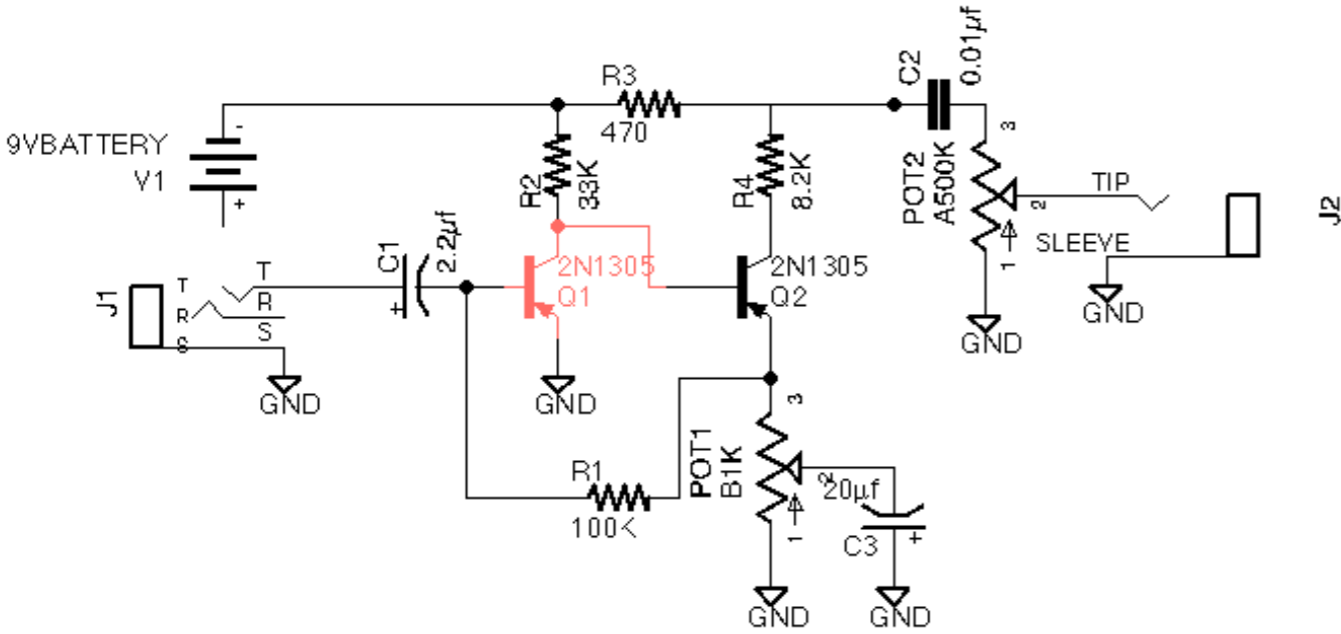 C2
0.01µf
R3
470
-
9VBATTERY
V1
+
R2
33K
R4
8.2K
3
POT2
A500K
2
1
TIP
SLEEVE
J2
GND
GND
C1
2.2µf
+
2N1305
Q1
2N1305
Q2
J1
T
R
S
T
R
S
GND
GND
3
POT1
B1K
2
1
R1
100K
20µf
C3
+
GND
GND